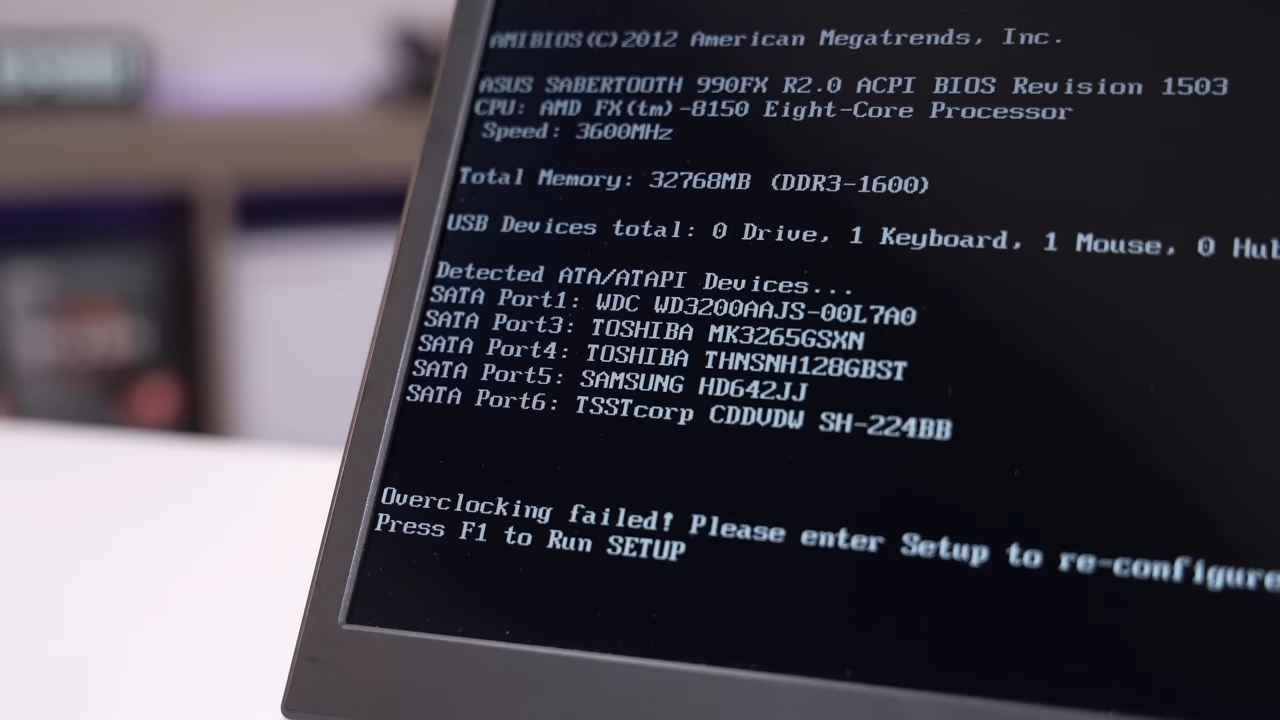 AMIBIOS(C)2012 American Megatrends, Inc.
ASUS SABERTOOTH 990FX R2.0 ACPI BIOS Revision 1503
CPU: AMD FX(tm)-8150 Eight-Core Processor
Speed: 3600MHz
Total Memory: 32768MB (DDR3-1600)
USB Devices total: 0 Drive, 1 Keyboard, 1 Mouse, 0 Hub
Detected ATA/ATAPI Devices...
SATA Port1: WDC WD3200AAJS-00L7A0
SATA Port3: TOSHIBA MK3265GSXN
SATA Port4: TOSHIBA THNSNH128GBST
SATA Port5: SAMSUNG HD642JJ
SATA Port6: TSSTcorp CDDVDW SH-224BB
Overclocking failed! Please enter Setup to re-configure
Press F1 to Run SETUP